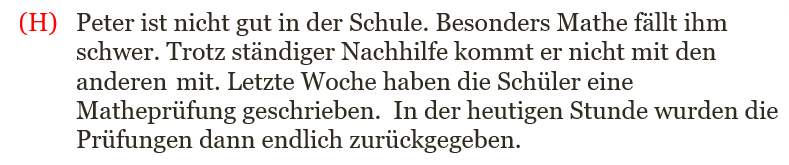 (H) Peter ist nicht gut in der Schule. Besonders Mathe fällt ihm
schwer. Trotz ständiger Nachhilfe kommt er nicht mit den
anderen mit. Letzte Woche haben die Schüler eine
Matheprüfung geschrieben. In der heutigen Stunde wurden die
Prüfungen dann endlich zurückgegeben.